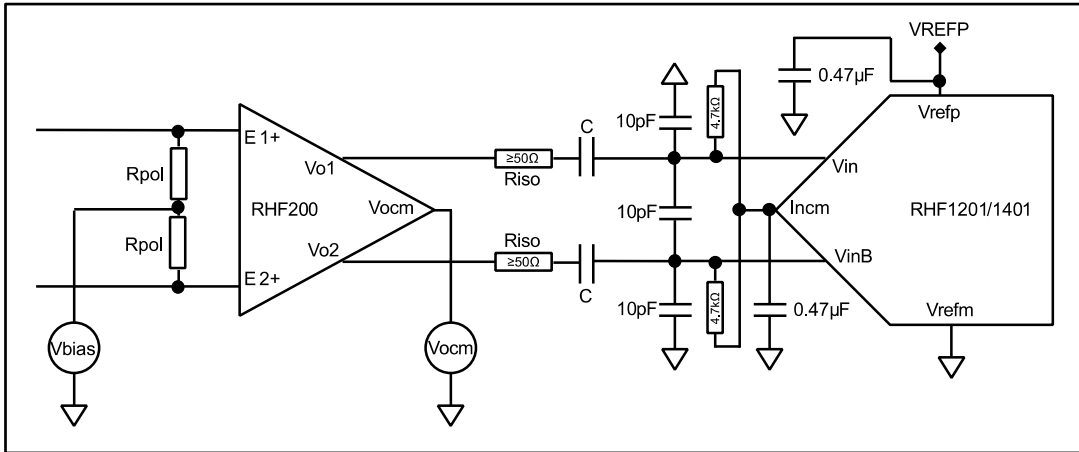 VREFP
0.47µF
Vrefp
4.7kΩ
10pF
C
≥50Ω
Riso
E 1+
Vo1
Vin
Rpol
RHF200
Vocm
10pF
Incm
RHF1201/1401
Rpol
Vo2
Riso
≥50Ω
C
VinB
E 2+
10pF
4.7kΩ
0.47µF
Vrefm
Vbias
Vocm